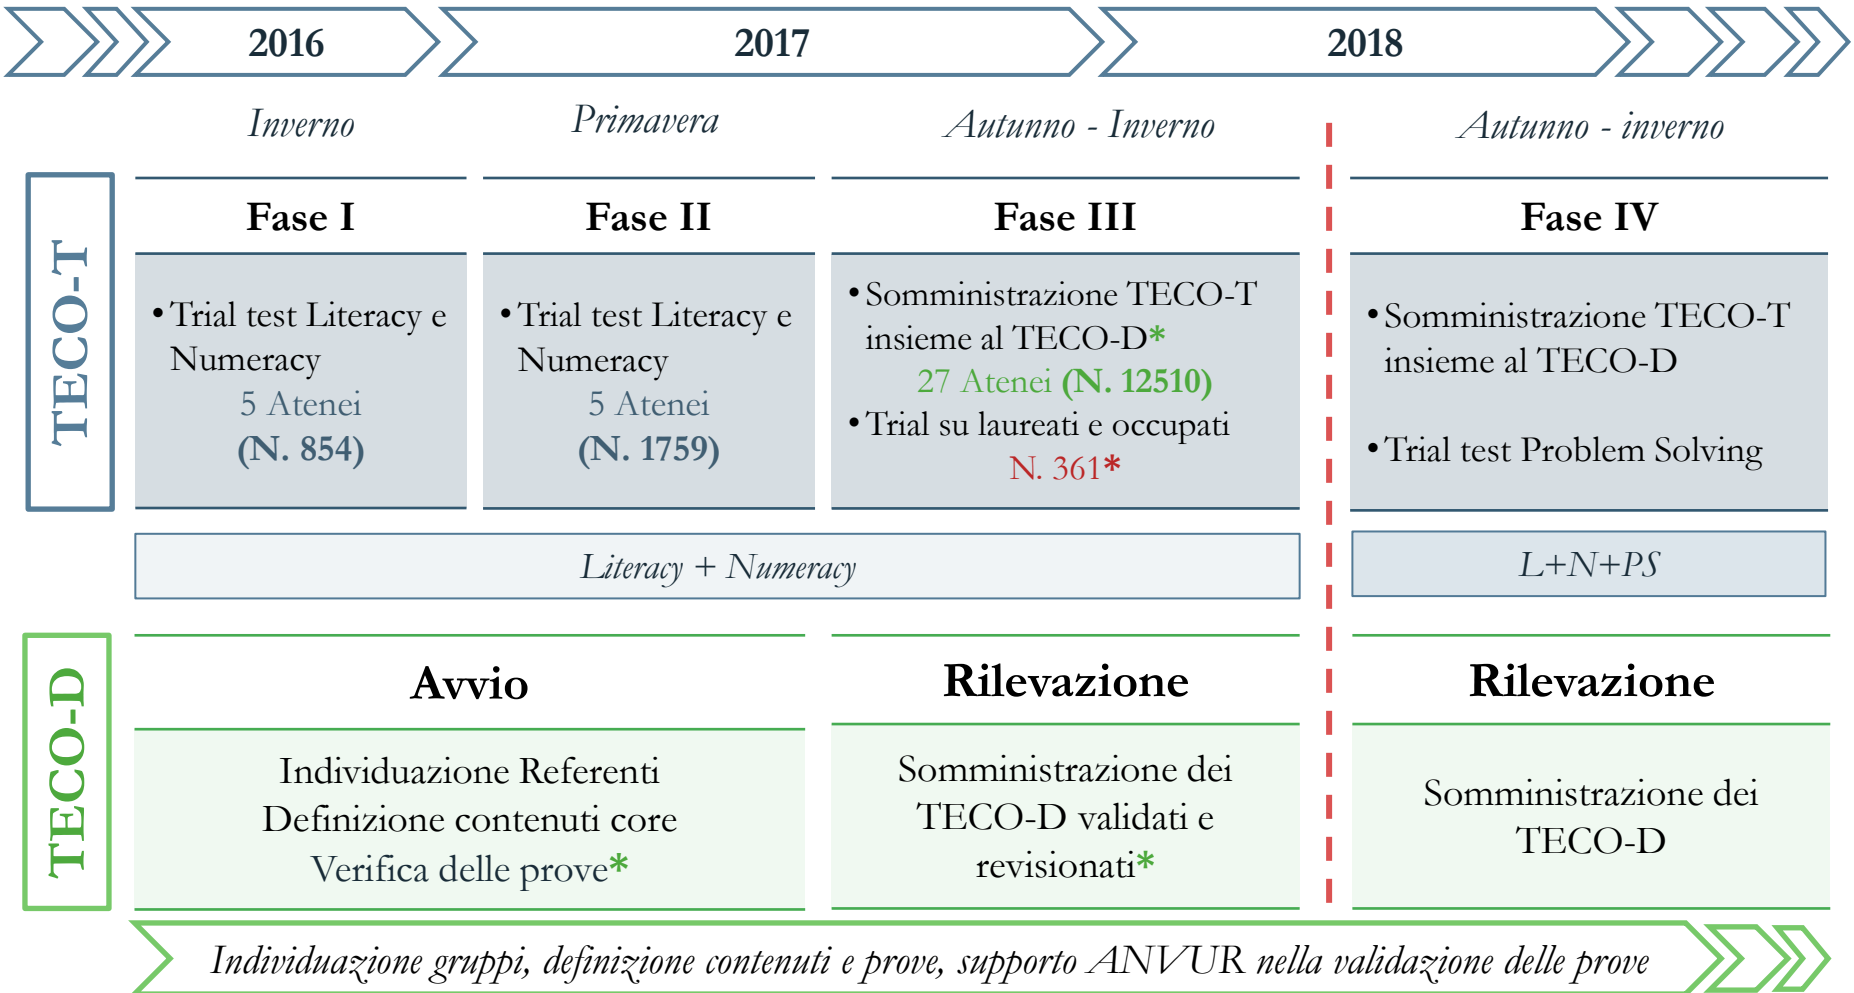 2016
2017
2018
Inverno
Primavera
Autunno - Inverno
Autunno - inverno
TECO-T
Fase I
•Trial test Literacy e
Numeracy
5 Atenei
(N. 854)
Fase II
•Trial test Literacy e
Numeracy
5 Atenei
(N. 1759)
Fase III
•Somministrazione TECO-T
insieme al TECO-D*
27 Atenei (N. 12510)
•Trial su laureati e occupati
N. 361*
Fase IV
•Somministrazione TECO-T
insieme al TECO-D
•Trial test Problem Solving
Literacy + Numeracy
L+N+PS
TECO-D
Avvio
Individuazione Referenti
Definizione contenuti core
Verifica delle prove*
Rilevazione
Somministrazione dei
TECO-D validati e
revisionati*
Rilevazione
Somministrazione dei
TECO-D
Individuazione gruppi, definizione contenuti e prove, supporto ANVUR nella validazione delle prove